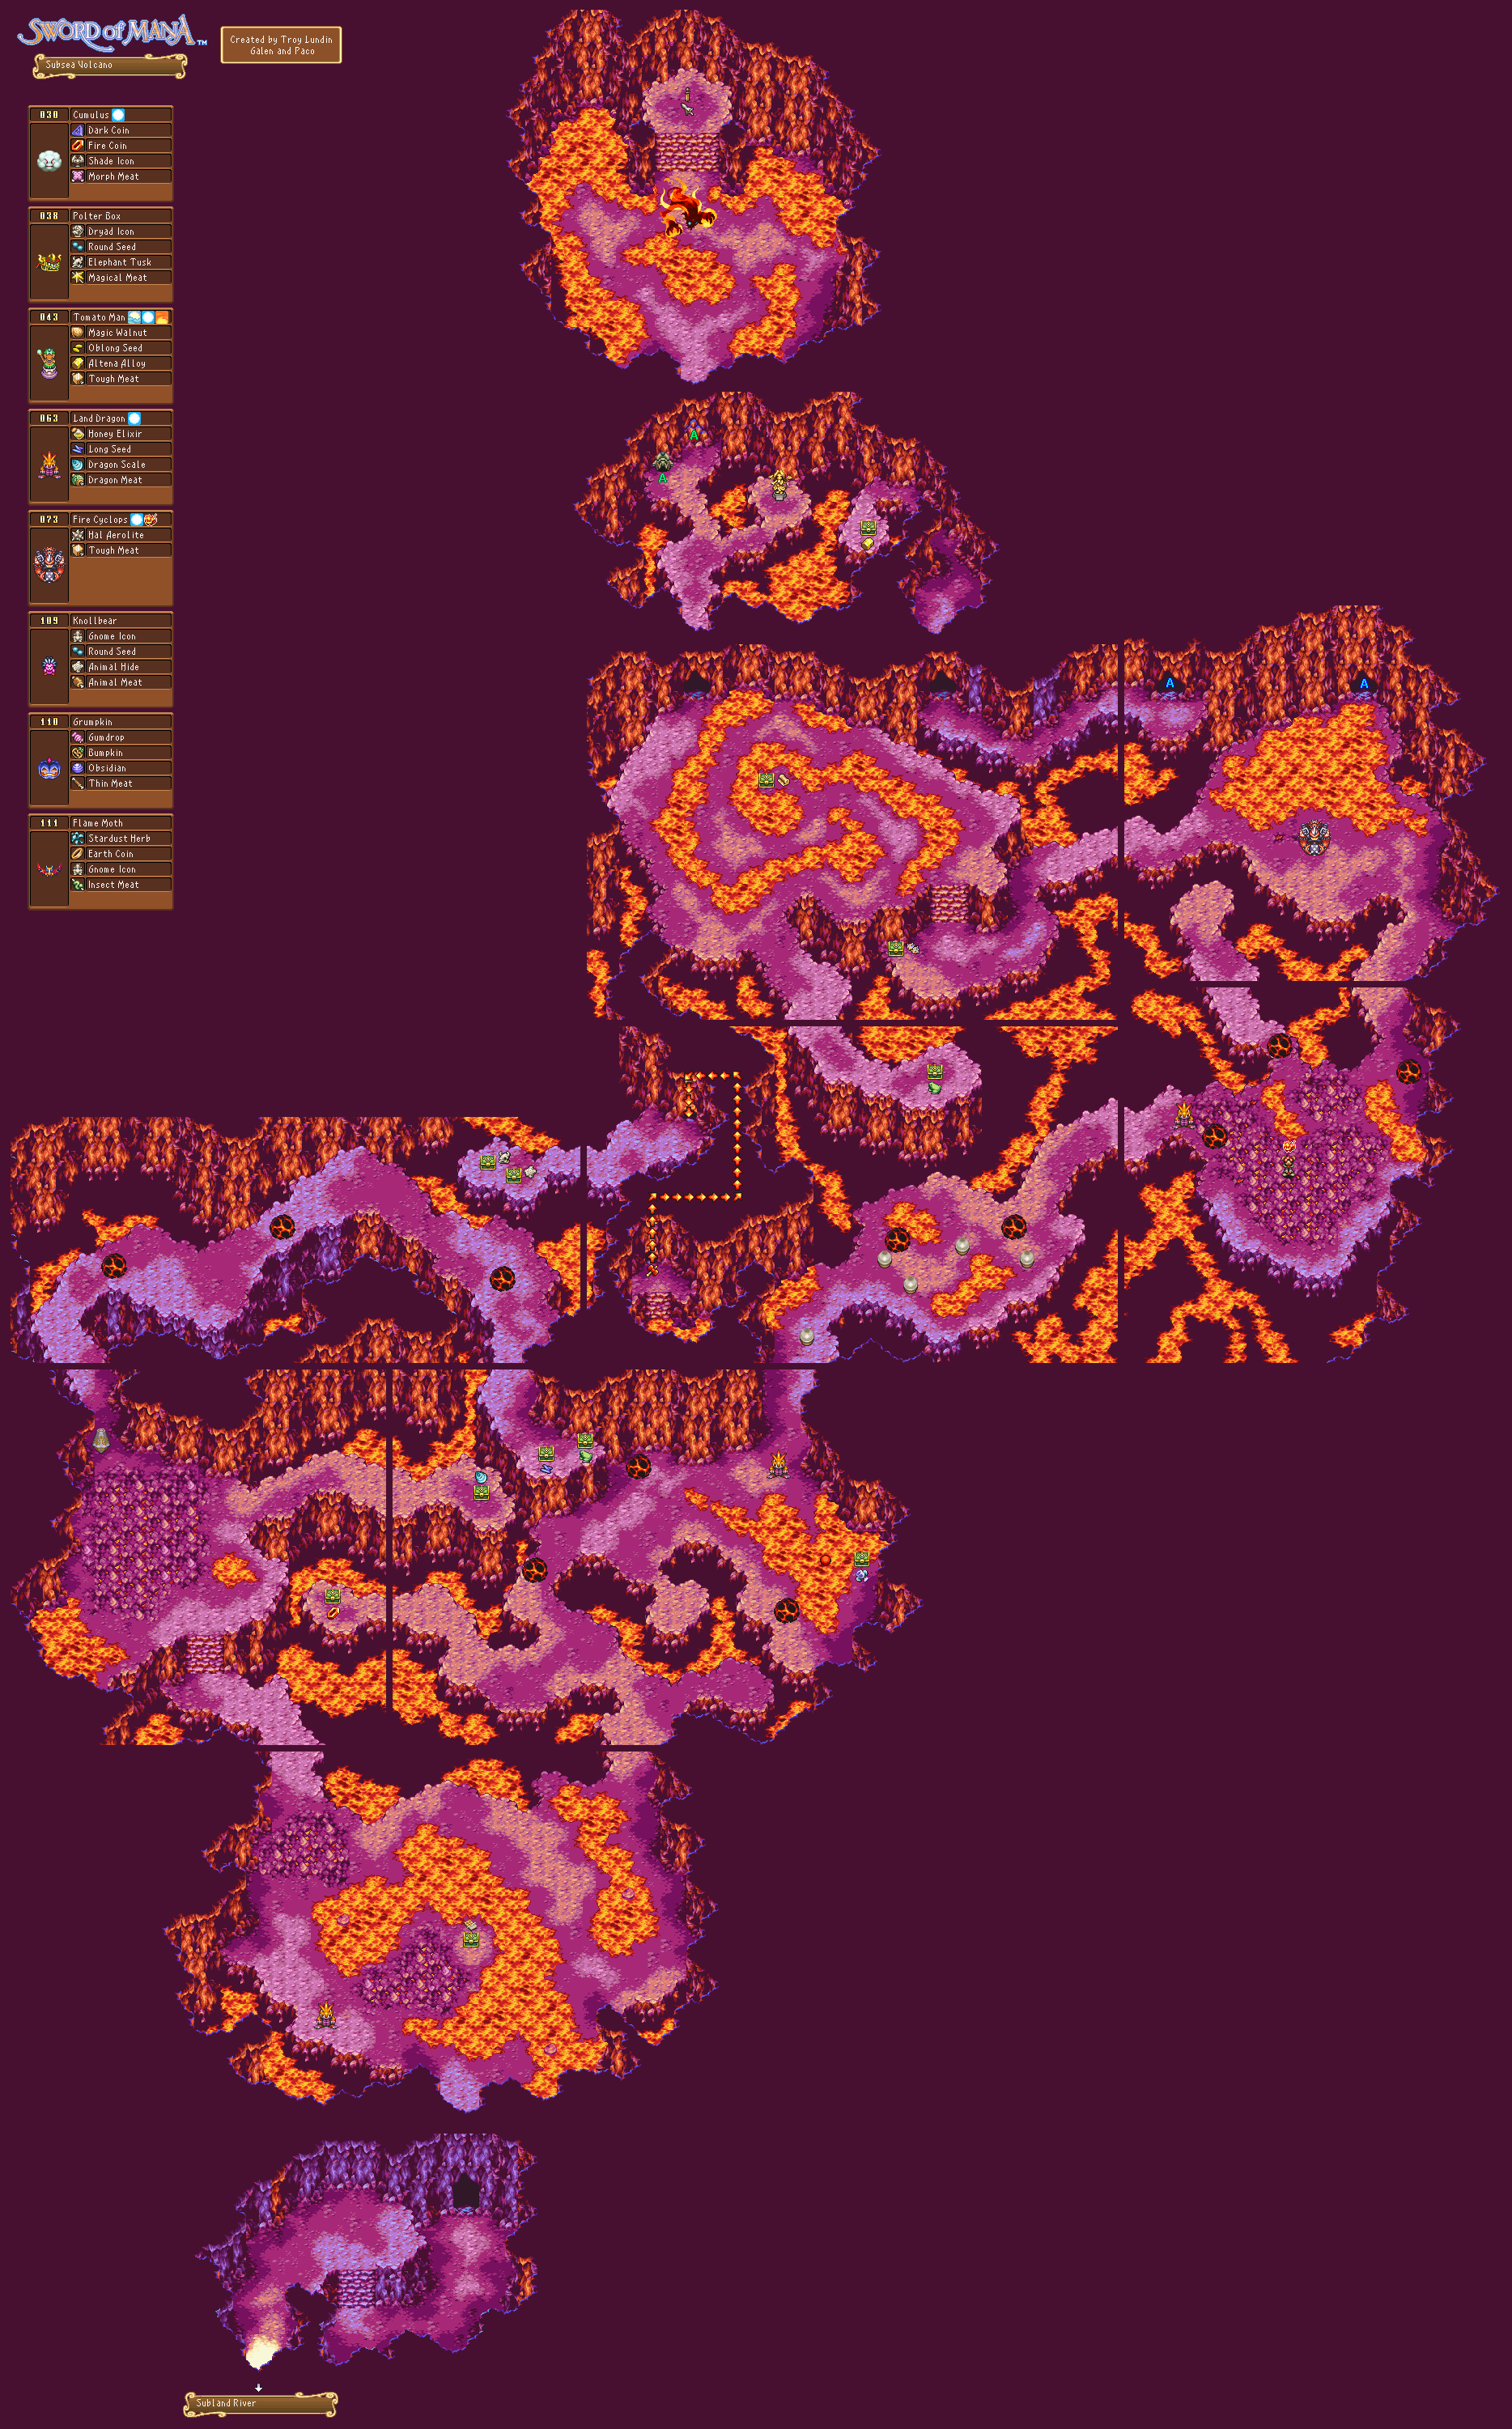 SWORD of MANA TM
Subsea Volcano
Created by Troy Lundin
Galen and Paco
030 Cumulus
Dark Coin
Fire Coin
Shade Icon
Morph Meat
038 Polter Box
Dryad Icon
Round Seed
Elephant Tusk
Magical Meat
043 Tomato Man
Magic Walnut
Oblong Seed
Altena Alloy
Tough Meat
063 Land Dragon
Honey Elixir
Long Seed
Dragon Scale
Dragon Meat
073 Fire Cyclops
Hal Aerolite
Tough Meat
109 Knollbear
Gnome Icon
Round Seed
Animal Hide
Animal Meat
110 Grumpkin
Gumdrop
Bumpkin
Obsidian
Thin Meat
111 Flame Moth
Stardust Herb
Earth Coin
Gnome Icon
Insect Meat
A
A
A
A
Subland River